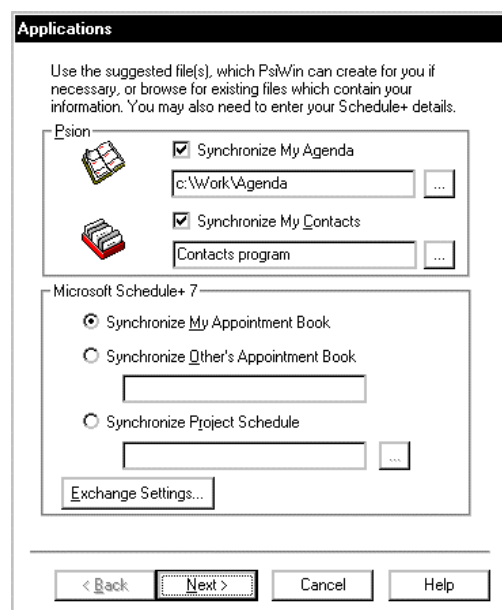 Applications
Use the suggested file(s), which PsiWin can create for you if
necessary, or browse for existing files which contain your
information. You may also need to enter your Schedule+ details.
Psion
Synchronize My Agenda
c:\Work\Agenda
...
Synchronize My Contacts
Contacts program
...
Microsoft Schedule+ 7
Synchronize My Appointment Book
Synchronize Other's Appointment Book
Synchronize Project Schedule
...
Exchange Settings...
< Back Next > Cancel Help